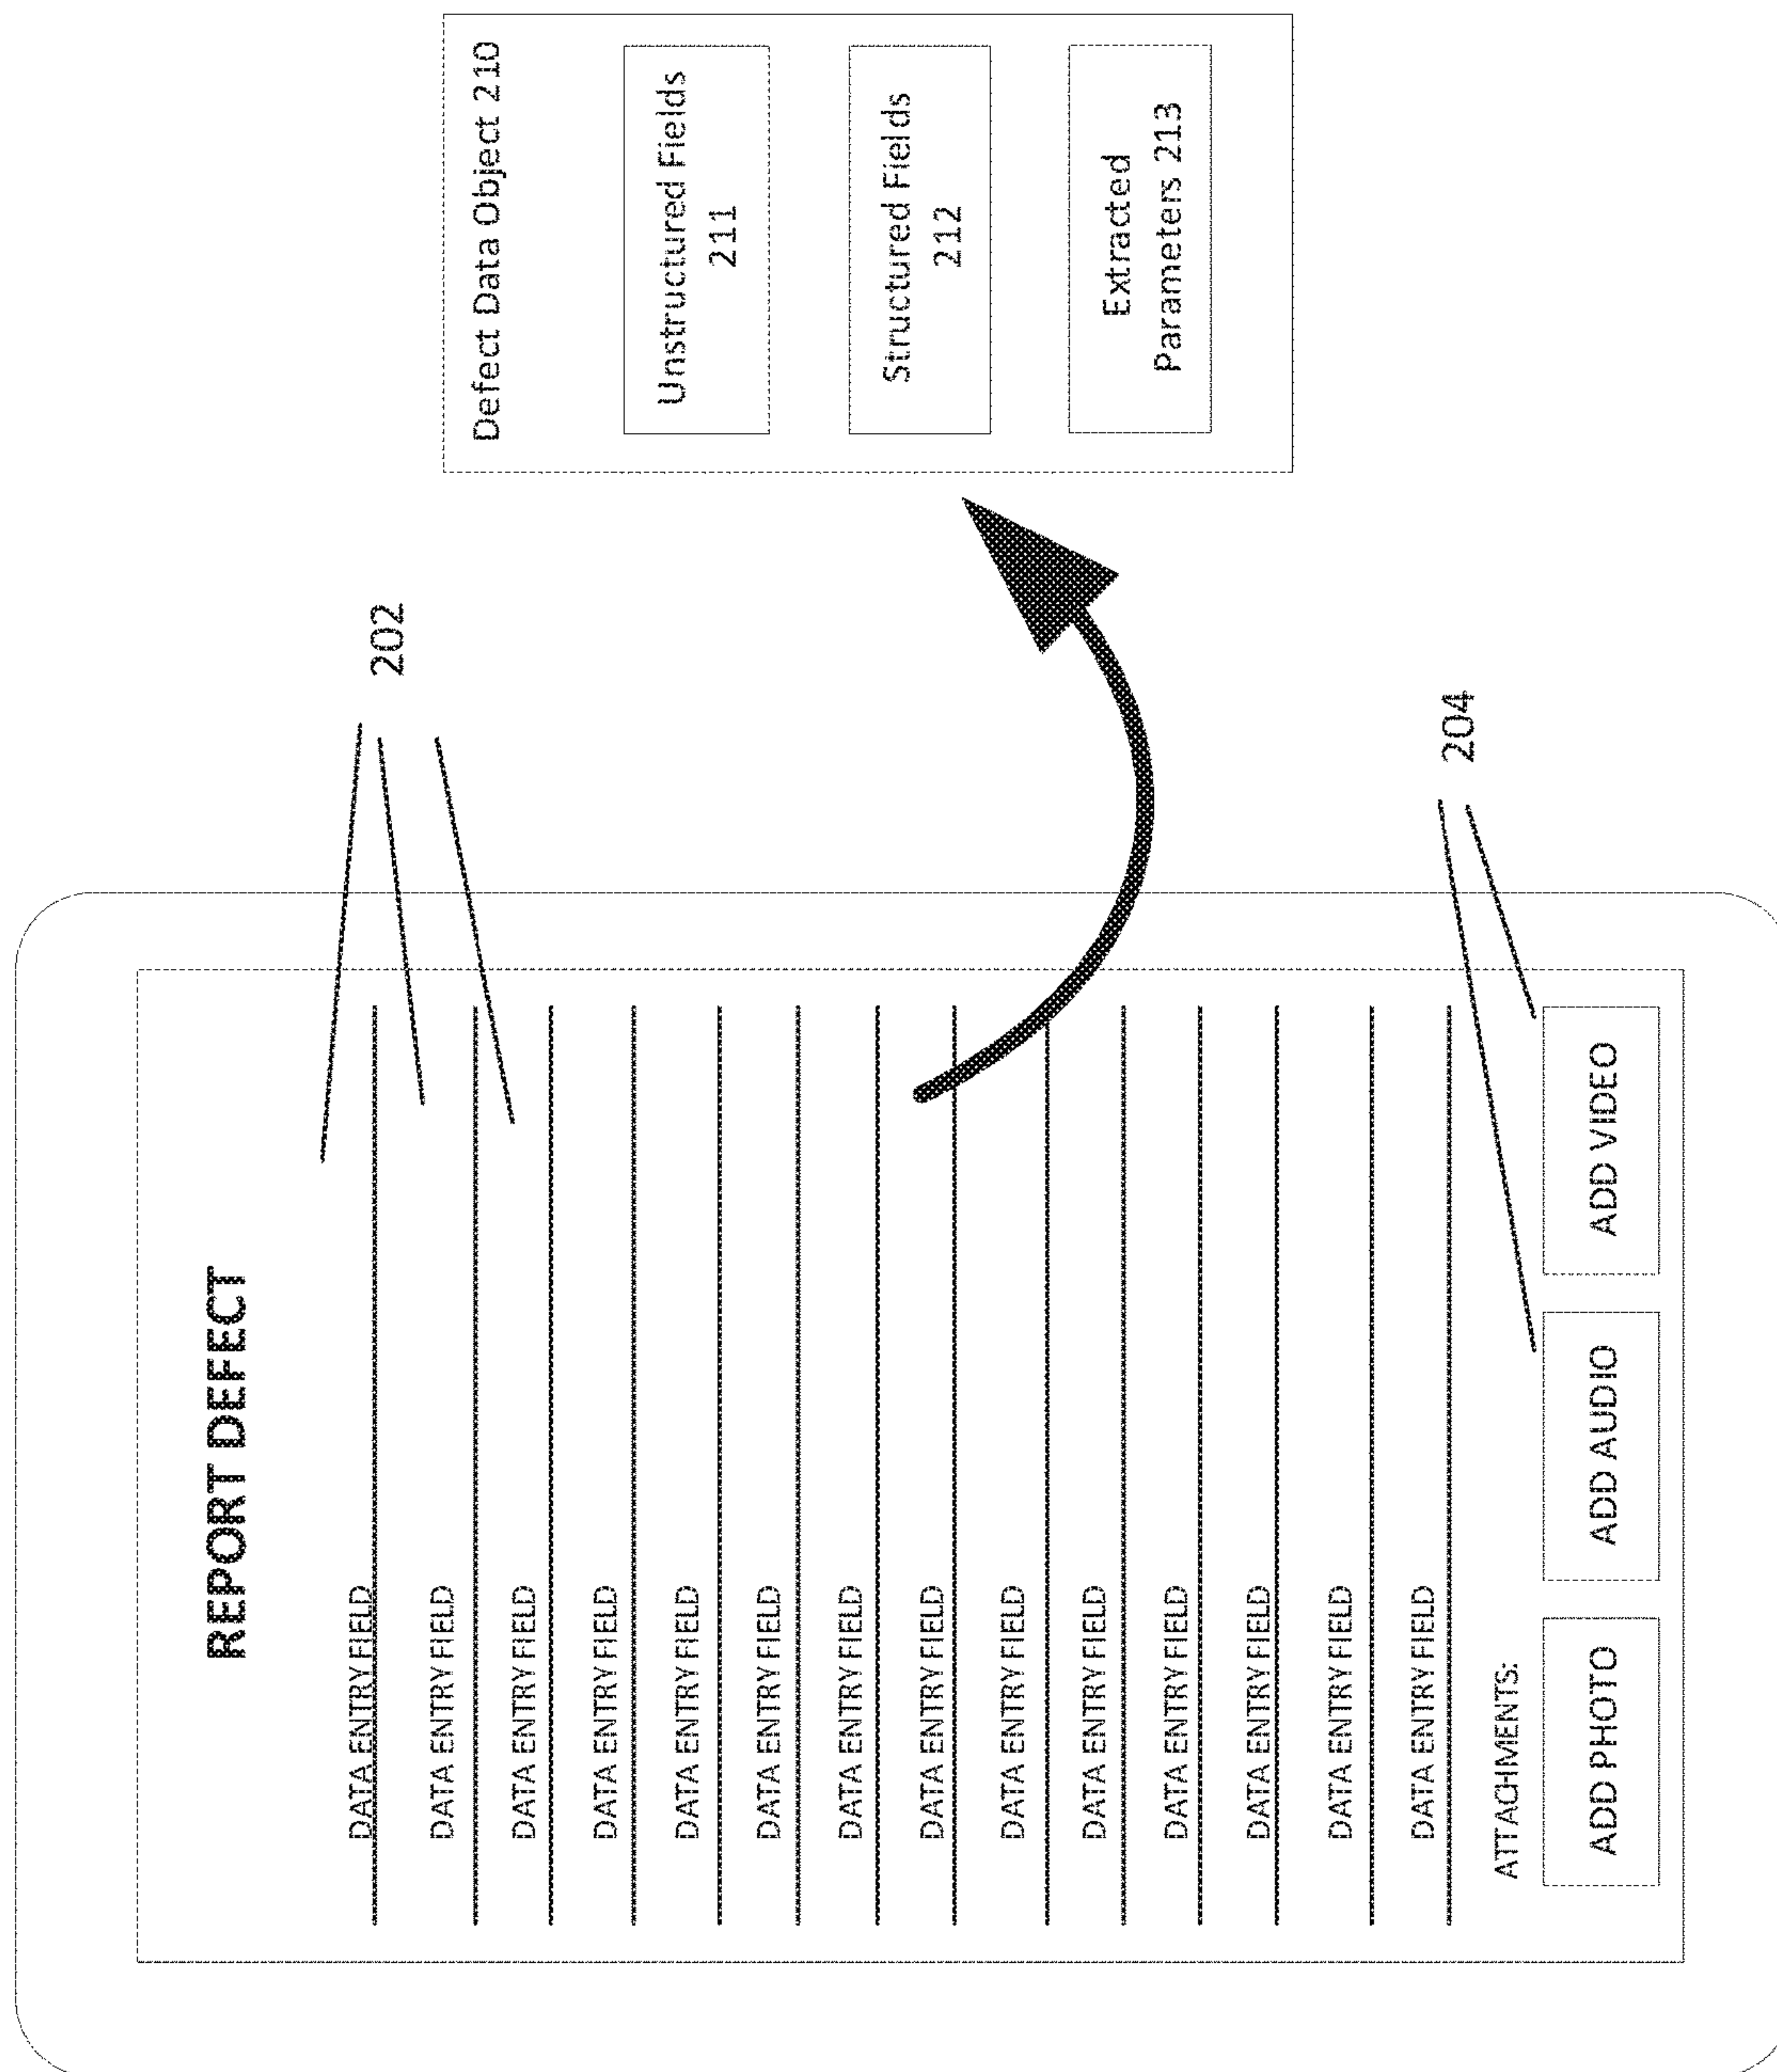 REPORT DEFECT
DATA ENTRY FIELD
DATA ENTRY FIELD
DATA ENTRY FIELD
DATA ENTRY FIELD
DATA ENTRY FIELD
DATA ENTRY FIELD
DATA ENTRY FIELD
DATA ENTRY FIELD
DATA ENTRY FIELD
DATA ENTRY FIELD
DATA ENTRY FIELD
DATA ENTRY FIELD
DATA ENTRY FIELD
DATA ENTRY FIELD
ATTACHMENTS:
ADD PHOTO
ADD AUDIO
ADD VIDEO
202
204
Defect Data Object 210
Unstructured Fields
211
Structured Fields
212
Extracted
Parameters 213